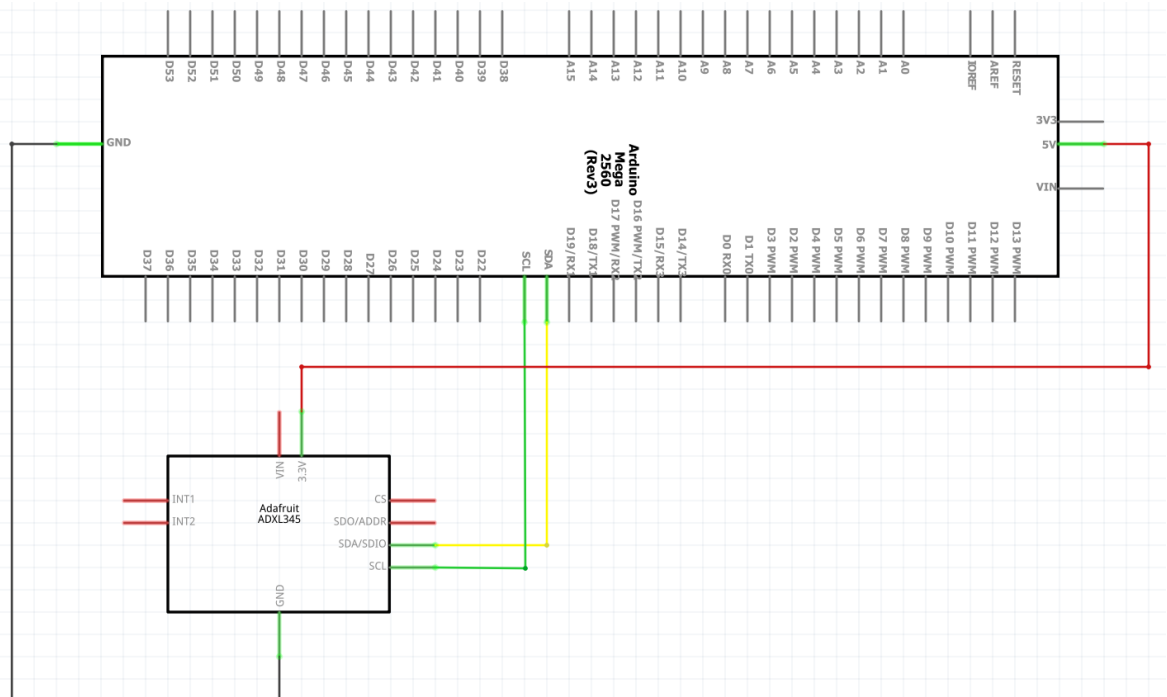 D53
D52
D51
D50
D49
D48
D47
D46
D45
D44
D43
D42
D41
D40
D39
D38
A15
A14
A13
A12
A11
A10
A9
A8
A7
A6
A5
A4
A3
A2
A1
A0
IOREF
AREF
RESET
3V3
GND
5V
Arduino
Mega
2560
(Rev3)
VIN
D37
D36
D35
D34
D33
D32
D31
D30
D29
D28
D27
D26
D25
D24
D23
D22
SCL
SDA
D19/RX1
D18/TX1
D17 PWM/RX2
D16 PWM/TX2
D15/RX3
D14/TX3
D0 RX0
D1 TX0
D3 PWM
D2 PWM
D4 PWM
D5 PWM
D6 PWM
D7 PWM
D8 PWM
D9 PWM
D10 PWM
D11 PWM
D12 PWM
D13 PWM
VIN
3.3V
INT1
CS
Adafruit
ADXL345
INT2
SDO/ADDR
SDA/SDIO
SCL
GND